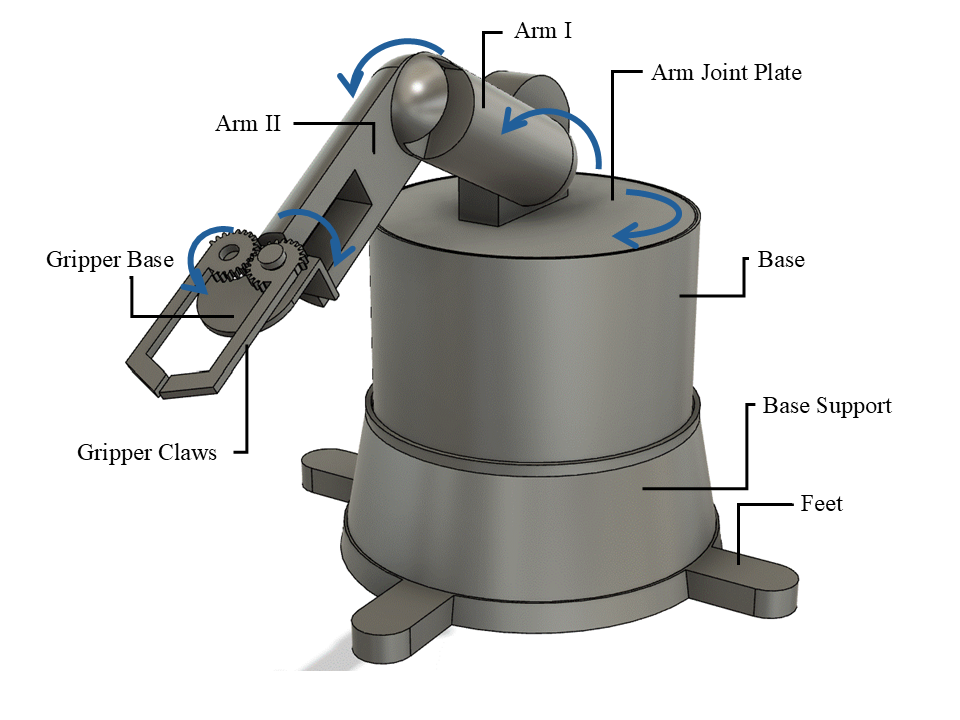 Arm I
Arm Joint Plate
Arm II
Gripper Base
Base
Base Support
Gripper Claws
Feet